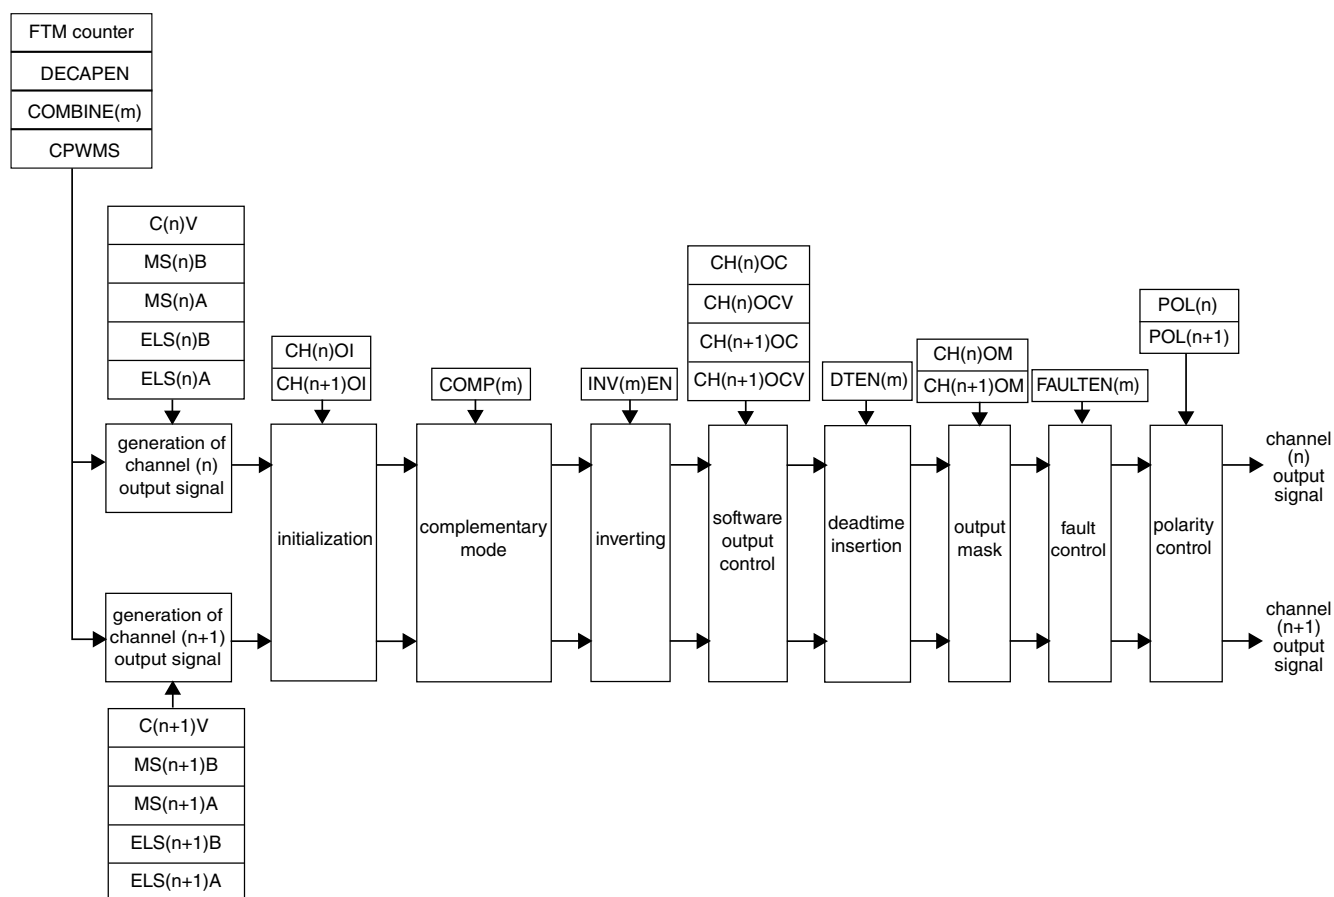 FTM counter
DECAPEN
COMBINE(m)
CPWMS
C(n)V
MS(n)B
MS(n)A
ELS(n)B
ELS(n)A
CH(n)OI
CH(n+1)OI
COMP(m)
INV(m)EN
CH(n)OC
CH(n)OCV
CH(n+1)OC
CH(n+1)OCV
DTEN(m)
CH(n)OM
CH(n+1)OM
FAULTEN(m)
POL(n)
POL(n+1)
generation of
channel (n)
output signal
initialization
complementary
mode
inverting
software
output
control
deadtime
insertion
output
mask
fault
control
polarity
control
channel
(n)
output
signal
generation of
channel (n+1)
output signal
channel
(n+1)
output
signal
C(n+1)V
MS(n+1)B
MS(n+1)A
ELS(n+1)B
ELS(n+1)A